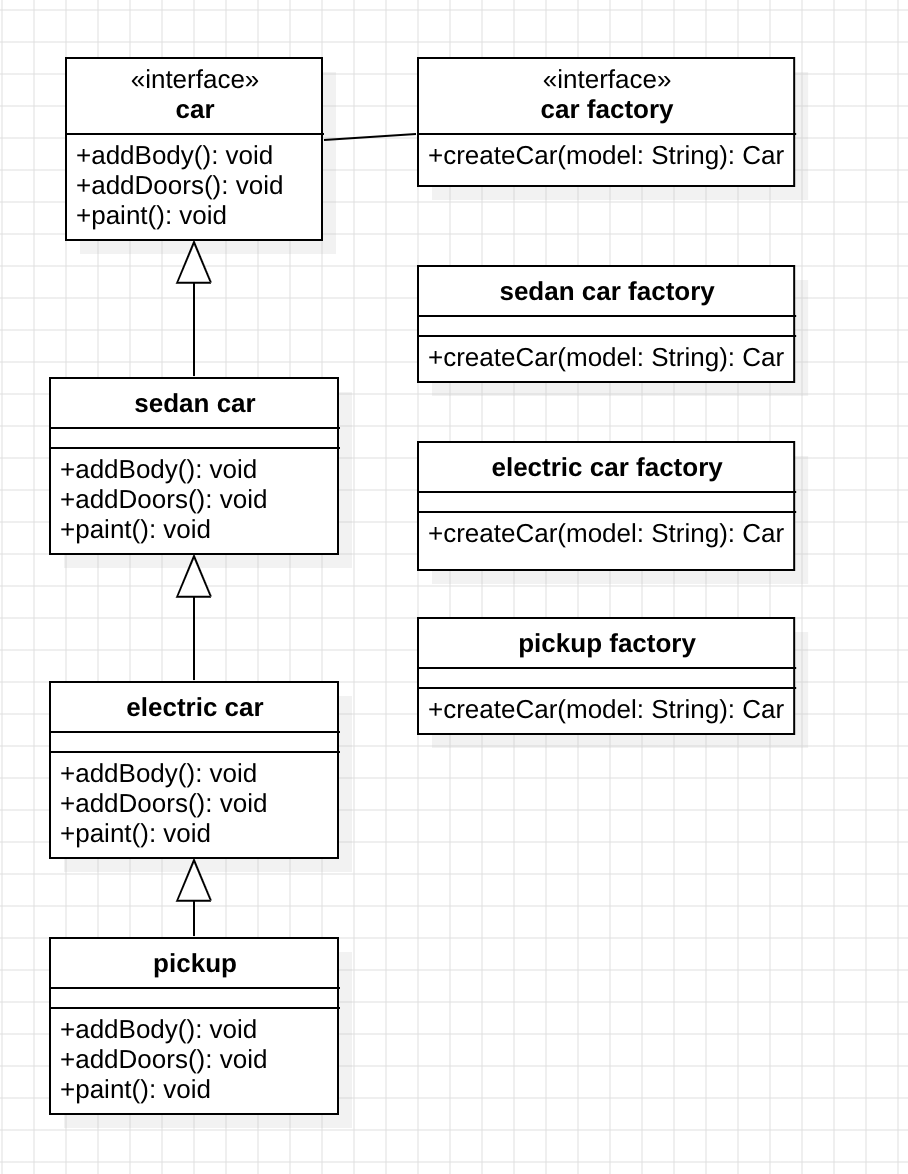 «interface»
car
+addBody(): void
+addDoors(): void
+paint(): void
«interface»
car factory
+createCar(model: String): Car
sedan car factory
+createCar(model: String): Car
sedan car
+addBody(): void
+addDoors(): void
+paint(): void
electric car factory
+createCar(model: String): Car
pickup factory
+createCar(model: String): Car
electric car
+addBody(): void
+addDoors(): void
+paint(): void
pickup
+addBody(): void
+addDoors(): void
+paint(): void